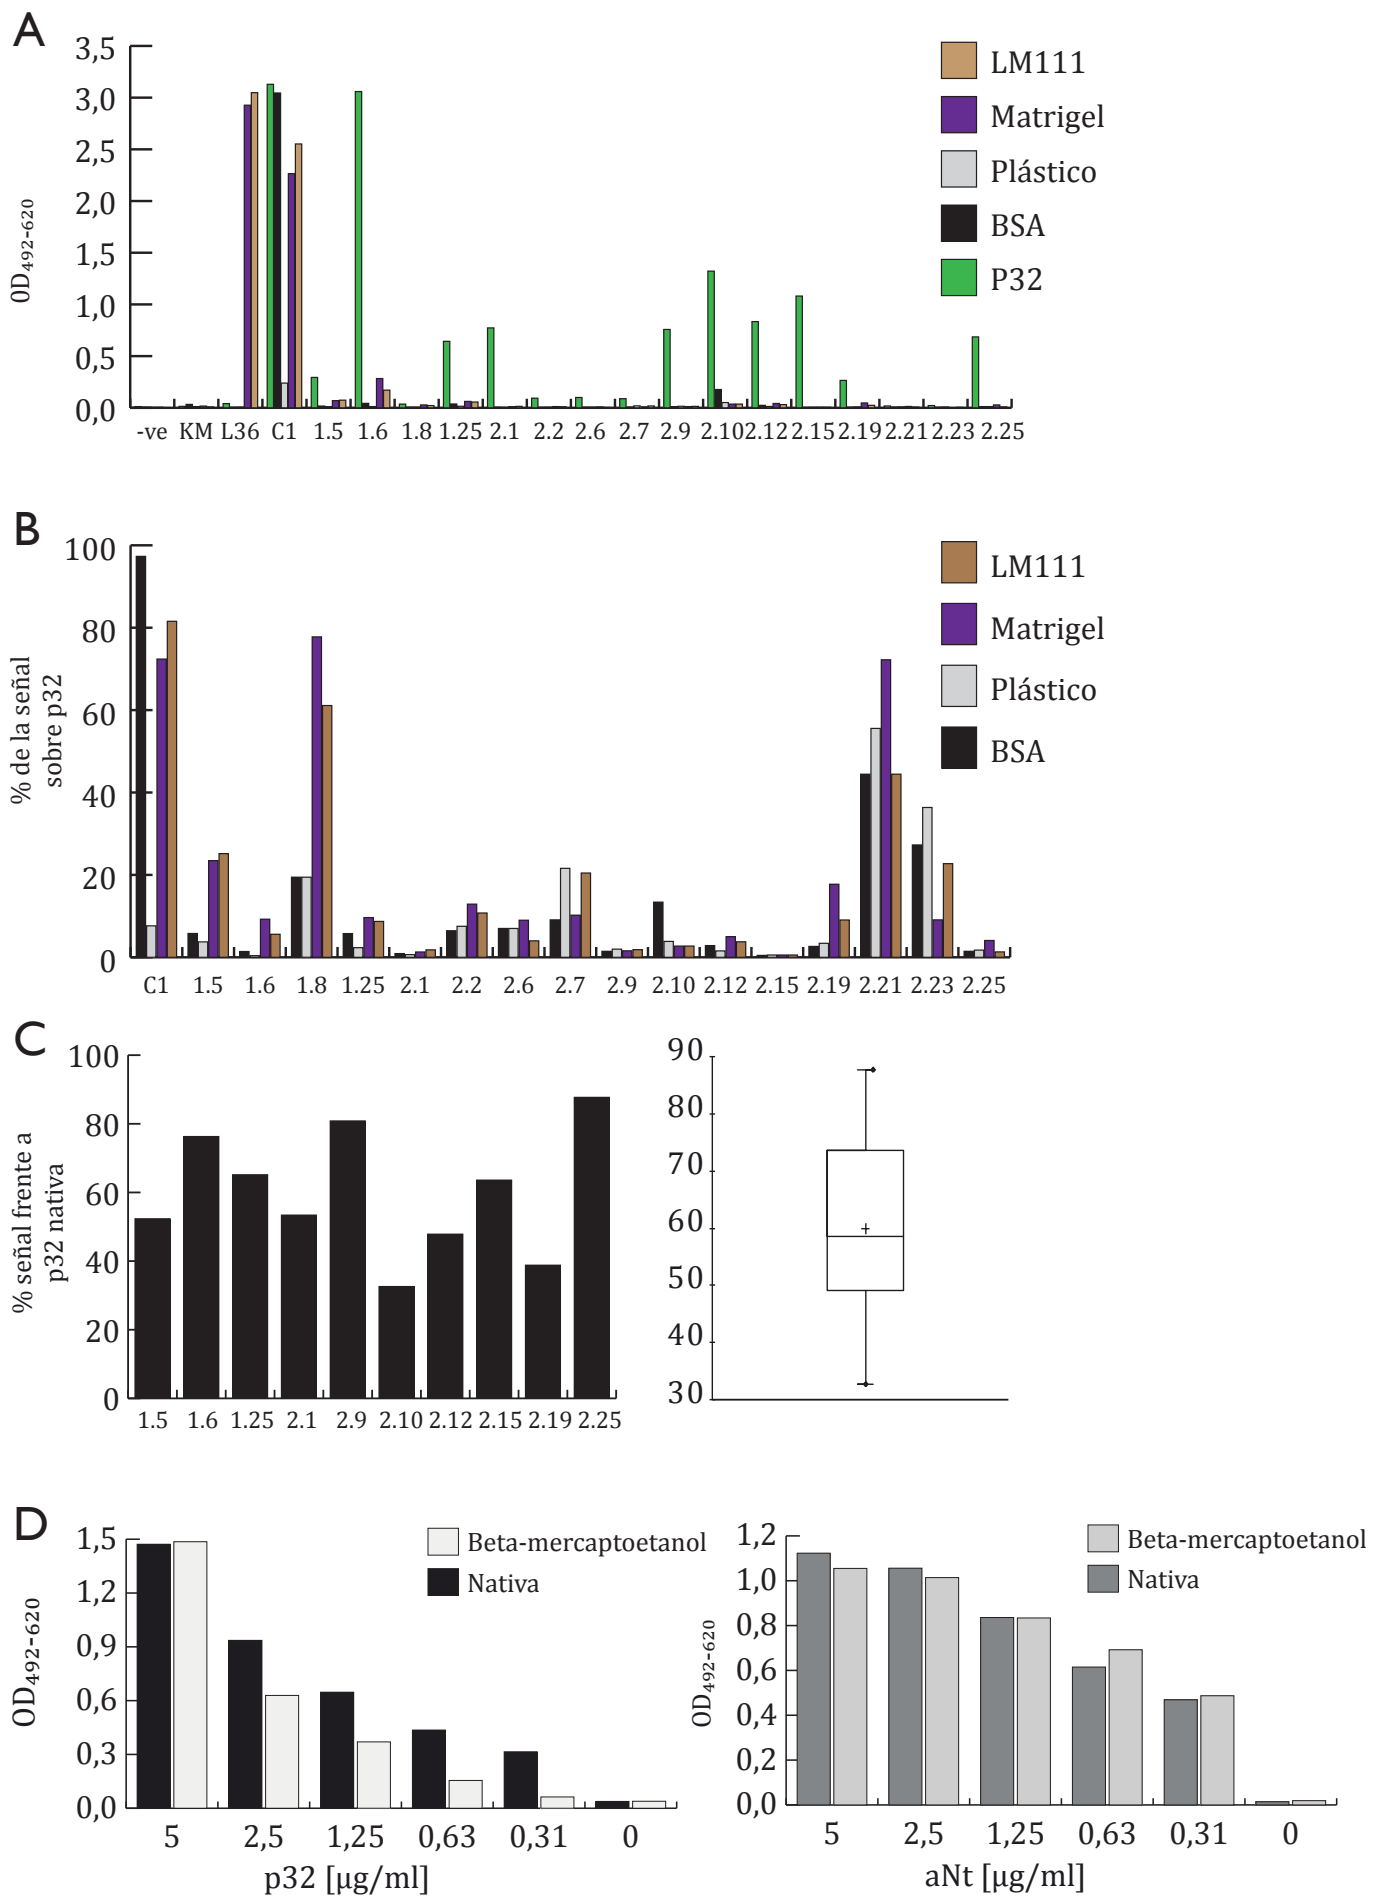 A
3,5
3,0
2,5
2,0
1,5
1,0
0,5
0,0
0D492-620
LM111
Matrigel
Plástico
BSA
P32
-ve KM L36 C1 1.5 1.6 1.8 1.25 2.1 2.2 2.6 2.7 2.9 2.10 2.12 2.15 2.19 2.21 2.23 2.25
B
100
80
60
40
20
0
% de la señal
sobre p32
LM111
Matrigel
Plástico
BSA
C1 1.5 1.6 1.8 1.25 2.1 2.2 2.6 2.7 2.9 2.10 2.12 2.15 2.19 2.21 2.23 2.25
C
100
80
60
40
20
0
% señal frente a
p32 nativa
1.5 1.6 1.25 2.1 2.9 2.10 2.12 2.15 2.19 2.25
90
80
70
60
50
40
30
D
1,5
1,2
0,9
0,6
0,3
0,0
OD492-620
Beta-mercaptoetanol
Nativa
5 2,5 1,25 0,63 0,31 0
p32 [µg/ml]
1,2
1,0
0,8
0,6
0,4
0,2
0,0
OD492-620
Beta-mercaptoetanol
Nativa
5 2,5 1,25 0,63 0,31 0
aNt [µg/ml]